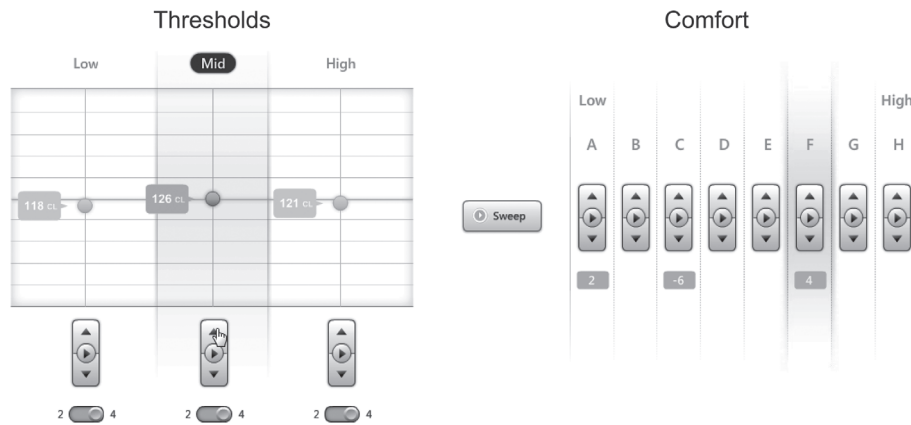 Thresholds
Low Mid High
118 CL 126 CL 121 CL
2 4 2 4 2 4
Comfort
Low High
A B C D E F G H
Sweep
2 -6 4